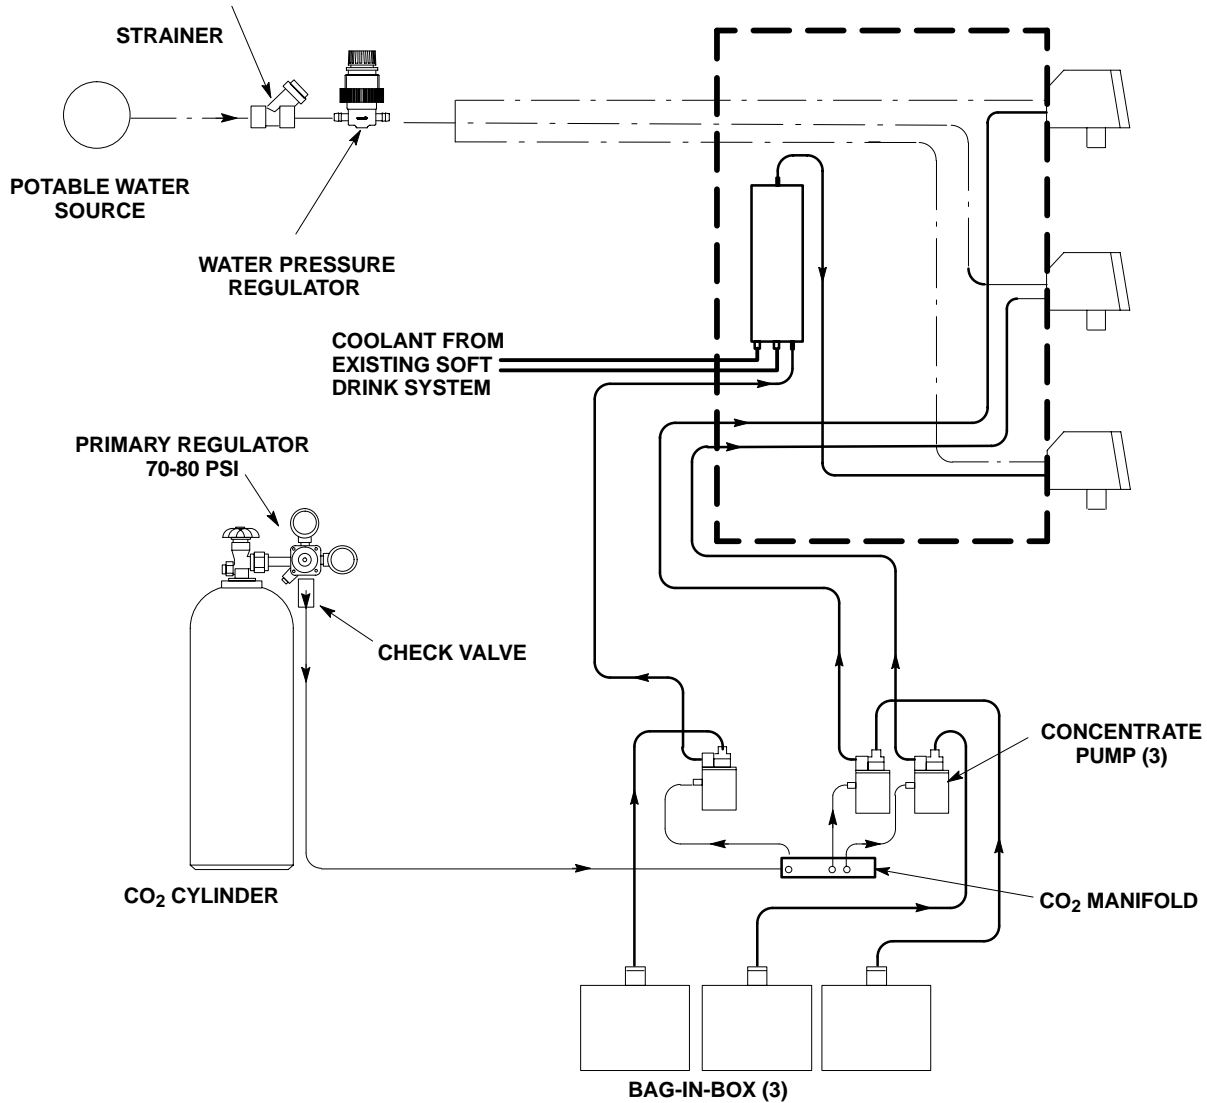 STRAINER
POTABLE WATER
SOURCE
WATER PRESSURE
REGULATOR
COOLANT FROM
EXISTING SOFT
DRINK SYSTEM
PRIMARY REGULATOR
70-80 PSI
CHECK VALVE
CONCENTRATE
PUMP (3)
CO₂ CYLINDER
CO₂ MANIFOLD
BAG-IN-BOX (3)